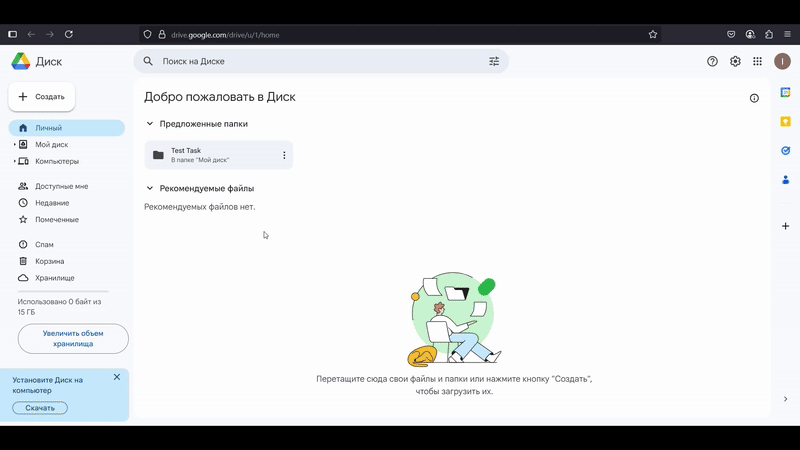 drive.google.com/drive/u/1/home
Диск
Поиск на Диске
I
Создать
Личный
Мой диск
Компьютеры
Доступные мне
Недавние
Помеченные
Спам
Корзина
Хранилище
Использовано 0 байт из
15 ГБ
Увеличить объем
хранилища
Установите Диск на
компьютер
Скачать
Добро пожаловать в Диск
Предложенные папки
Test Task
В папке "Мой диск"
Рекомендуемые файлы
Рекомендуемых файлов нет.
Перетащите сюда свои файлы и папки или нажмите кнопку "Создать",
чтобы загрузить их.